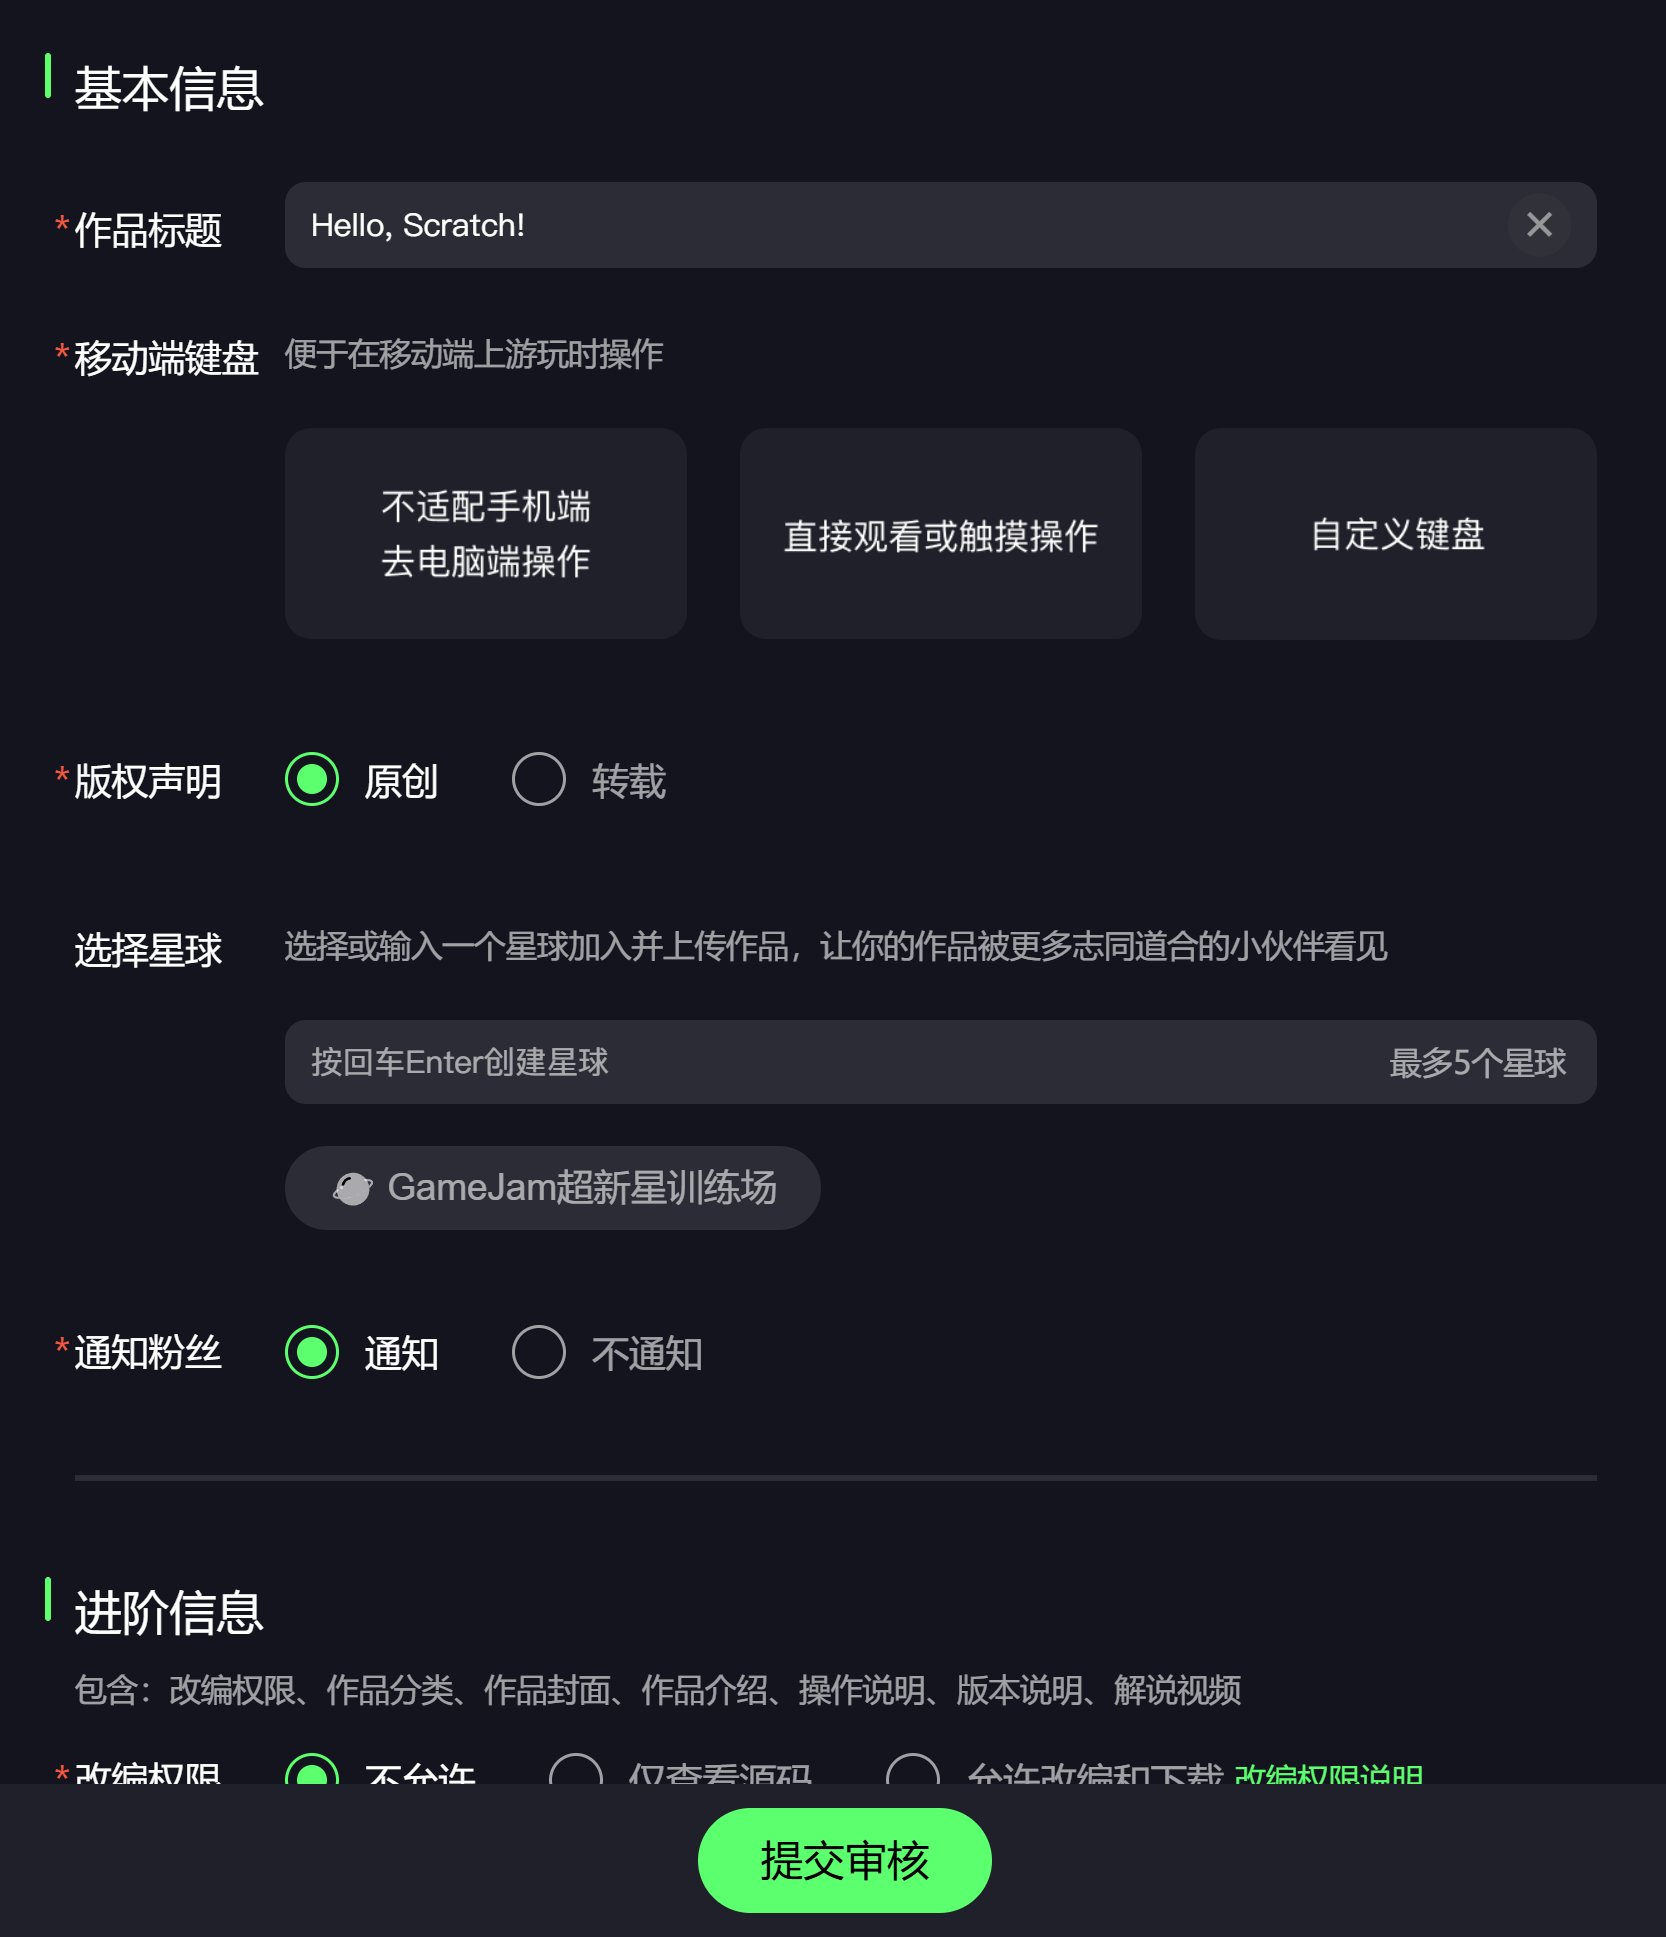 基本信息
*作品标题
Hello, Scratch!
*移动端键盘 便于在移动端上游玩时操作
不适配手机端
去电脑端操作
直接观看或触摸操作
自定义键盘
*版权声明 原创 转载
选择星球 选择或输入一个星球加入并上传作品，让你的作品被更多志同道合的小伙伴看见
按回车Enter创建星球 最多5个星球
GameJam超新星训练场
*通知粉丝 通知 不通知
进阶信息
包含：改编权限、作品分类、作品封面、作品介绍、操作说明、版本说明、解说视频
*改编权限 不允许 仅查看源码 允许改编和下载 改编权限说明
提交审核